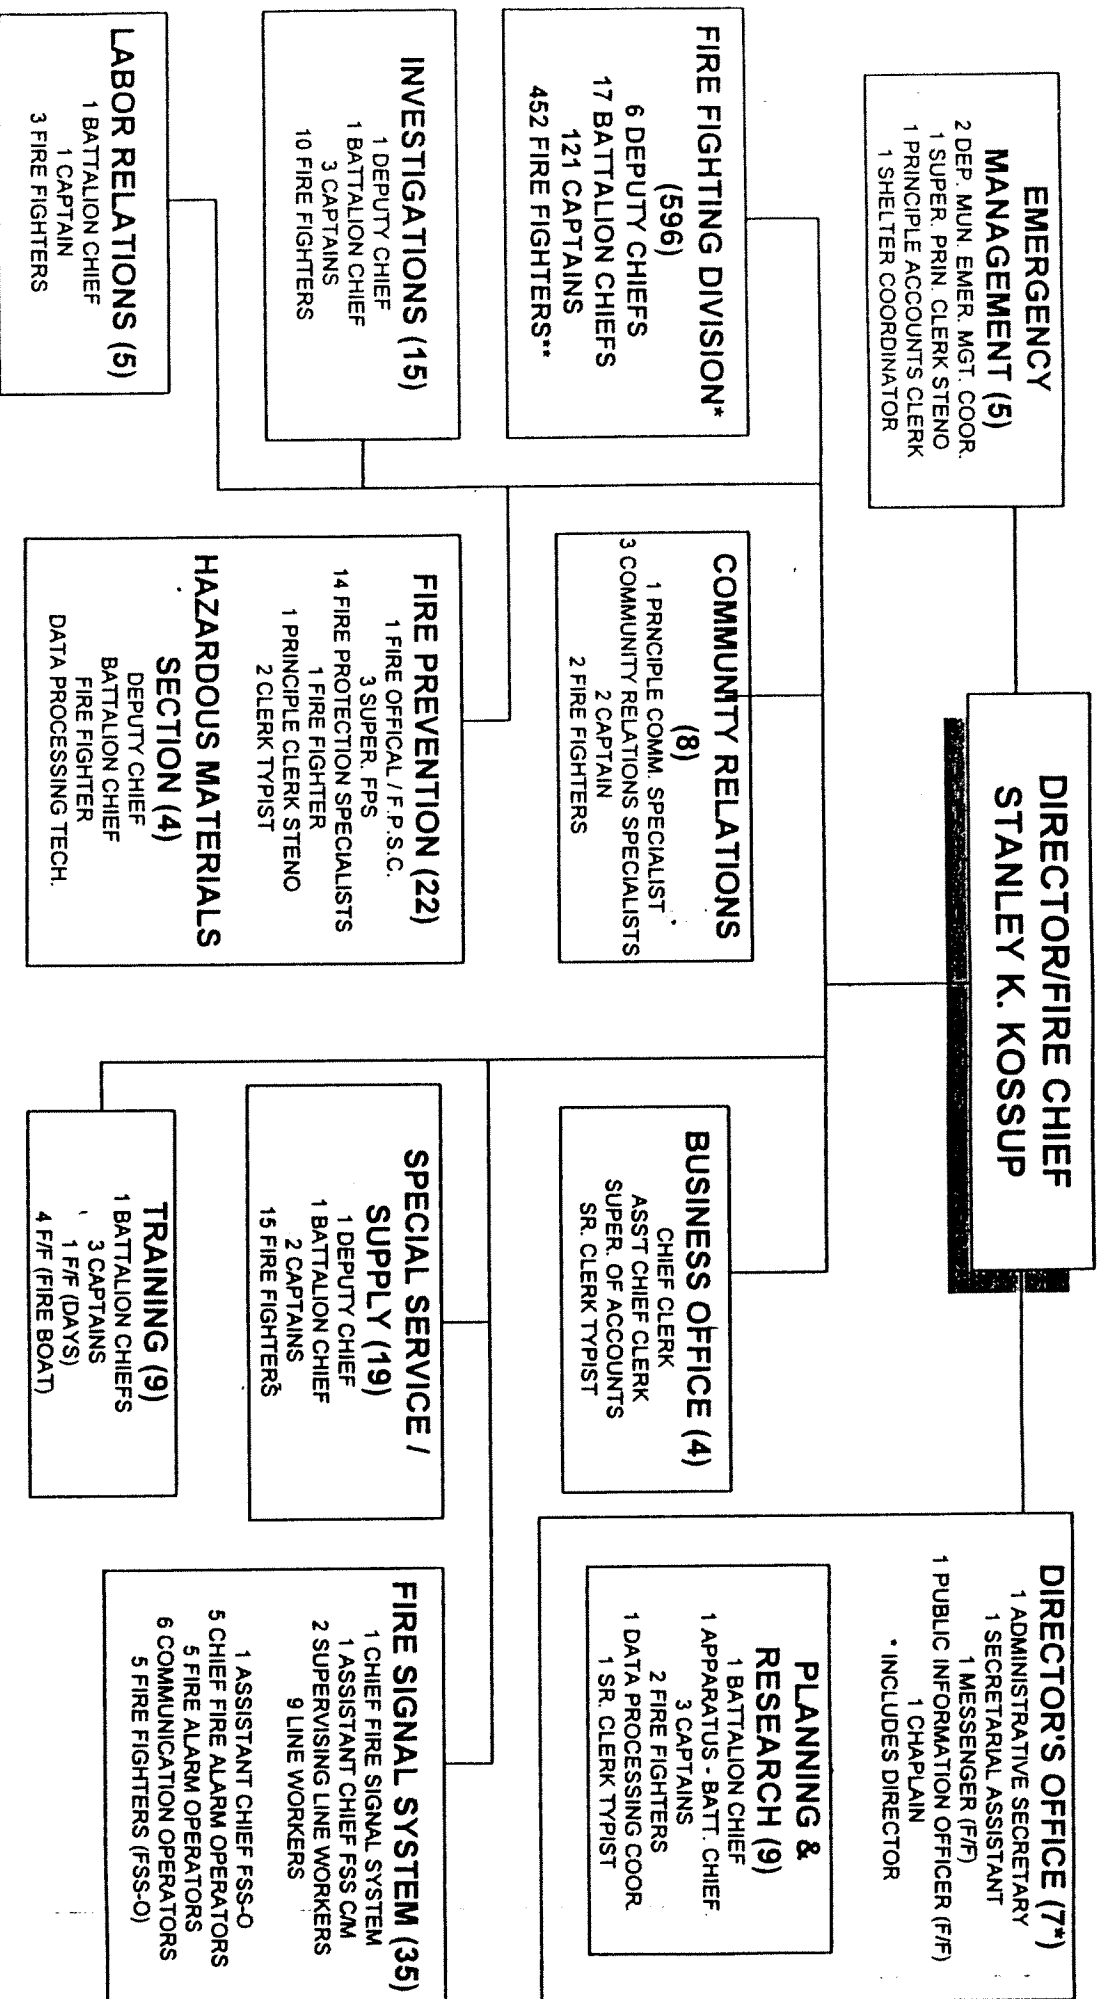 DIRECTOR/FIRE CHIEF
STANLEY K. KOSSUP
EMERGENCY
MANAGEMENT (5)
2 DEP. MUN. EMER. MGT. COOR.
1 SUPER. PRIN. CLERK STENO
1 PRINCIPLE ACCOUNTS CLERK
1 SHELTER COORDINATOR
DIRECTOR'S OFFICE (7*)
1 ADMINISTRATIVE SECRETARY
1 SECRETARIAL ASSISTANT
1 MESSENGER (F/F)
1 PUBLIC INFORMATION OFFICER (F/F)
1 CHAPLAIN
* INCLUDES DIRECTOR
PLANNING &
RESEARCH (9)
1 BATTALION CHIEF
1 APPARATUS - BATT. CHIEF
3 CAPTAINS
2 FIRE FIGHTERS
1 DATA PROCESSING COOR.
1 SR. CLERK TYPIST
FIRE FIGHTING DIVISION*
(596)
6 DEPUTY CHIEFS
17 BATTALION CHIEFS
121 CAPTAINS
452 FIRE FIGHTERS**
COMMUNITY RELATIONS
(8)
1 PRNCIPLE COMM. SPECIALIST
3 COMMUNITY RELATIONS SPECIALISTS
2 CAPTAIN
2 FIRE FIGHTERS
BUSINESS OFFICE (4)
CHIEF CLERK
ASS'T CHIEF CLERK
SUPER. OF ACCOUNTS
SR. CLERK TYPIST
INVESTIGATIONS (15)
1 DEPUTY CHIEF
1 BATTALION CHIEF
3 CAPTAINS
10 FIRE FIGHTERS
FIRE PREVENTION (22)
1 FIRE OFFICAL / F.P.S.C.
3 SUPER. FPS
14 FIRE PROTECTION SPECIALISTS
1 FIRE FIGHTER
1 PRINCIPLE CLERK STENO
2 CLERK TYPIST
HAZARDOUS MATERIALS
SECTION (4)
DEPUTY CHIEF
BATTALION CHIEF
FIRE FIGHTER
DATA PROCESSING TECH.
SPECIAL SERVICE /
SUPPLY (19)
1 DEPUTY CHIEF
1 BATTALION CHIEF
2 CAPTAINS
15 FIRE FIGHTERS
FIRE SIGNAL SYSTEM (35)
1 CHIEF FIRE SIGNAL SYSTEM
1 ASSISTANT CHIEF FSS C/M
2 SUPERVISING LINE WORKERS
9 LINE WORKERS
1 ASSISTANT CHIEF FSS-O
5 CHIEF FIRE ALARM OPERATORS
5 FIRE ALARM OPERATORS
6 COMMUNICATION OPERATORS
5 FIRE FIGHTERS (FSS-O)
LABOR RELATIONS (5)
1 BATTALION CHIEF
1 CAPTAIN
3 FIRE FIGHTERS
TRAINING (9)
1 BATTALION CHIEFS
3 CAPTAINS
1 F/F (DAYS)
4 F/F (FIRE BOAT)